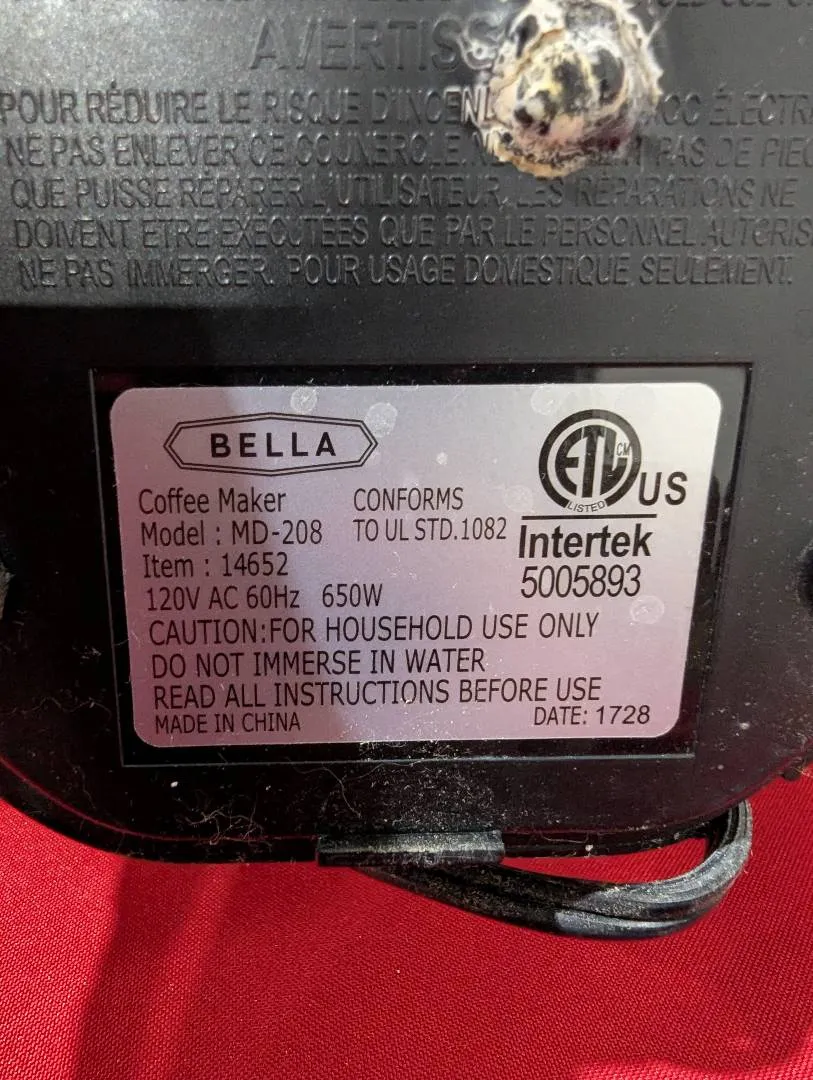 AVERTISS
POUR RÉDUIRE LE RISQUE D'INCEN ÉLECTRI
NE PAS ENLEVER CE COUVERCLE. PAS DE PIEC
QUE PUISSE RÉPARER L'UTILISATEUR, LES RÉPARATIONS NE
DOIVENT ETRE EXÉCUTÉES QUE PAR LE PERSONNEL AUTORIS
NE PAS IMMERGER. POUR USAGE DOMESTIQUE SEULEMENT.
BELLA
Coffee Maker
Model : MD-208
Item : 14652
120V AC 60Hz 650W
CONFORMS
TO UL STD.1082
ETL CM
LISTED
US
Intertek
5005893
CAUTION:FOR HOUSEHOLD USE ONLY
DO NOT IMMERSE IN WATER
READ ALL INSTRUCTIONS BEFORE USE
MADE IN CHINA DATE: 1728